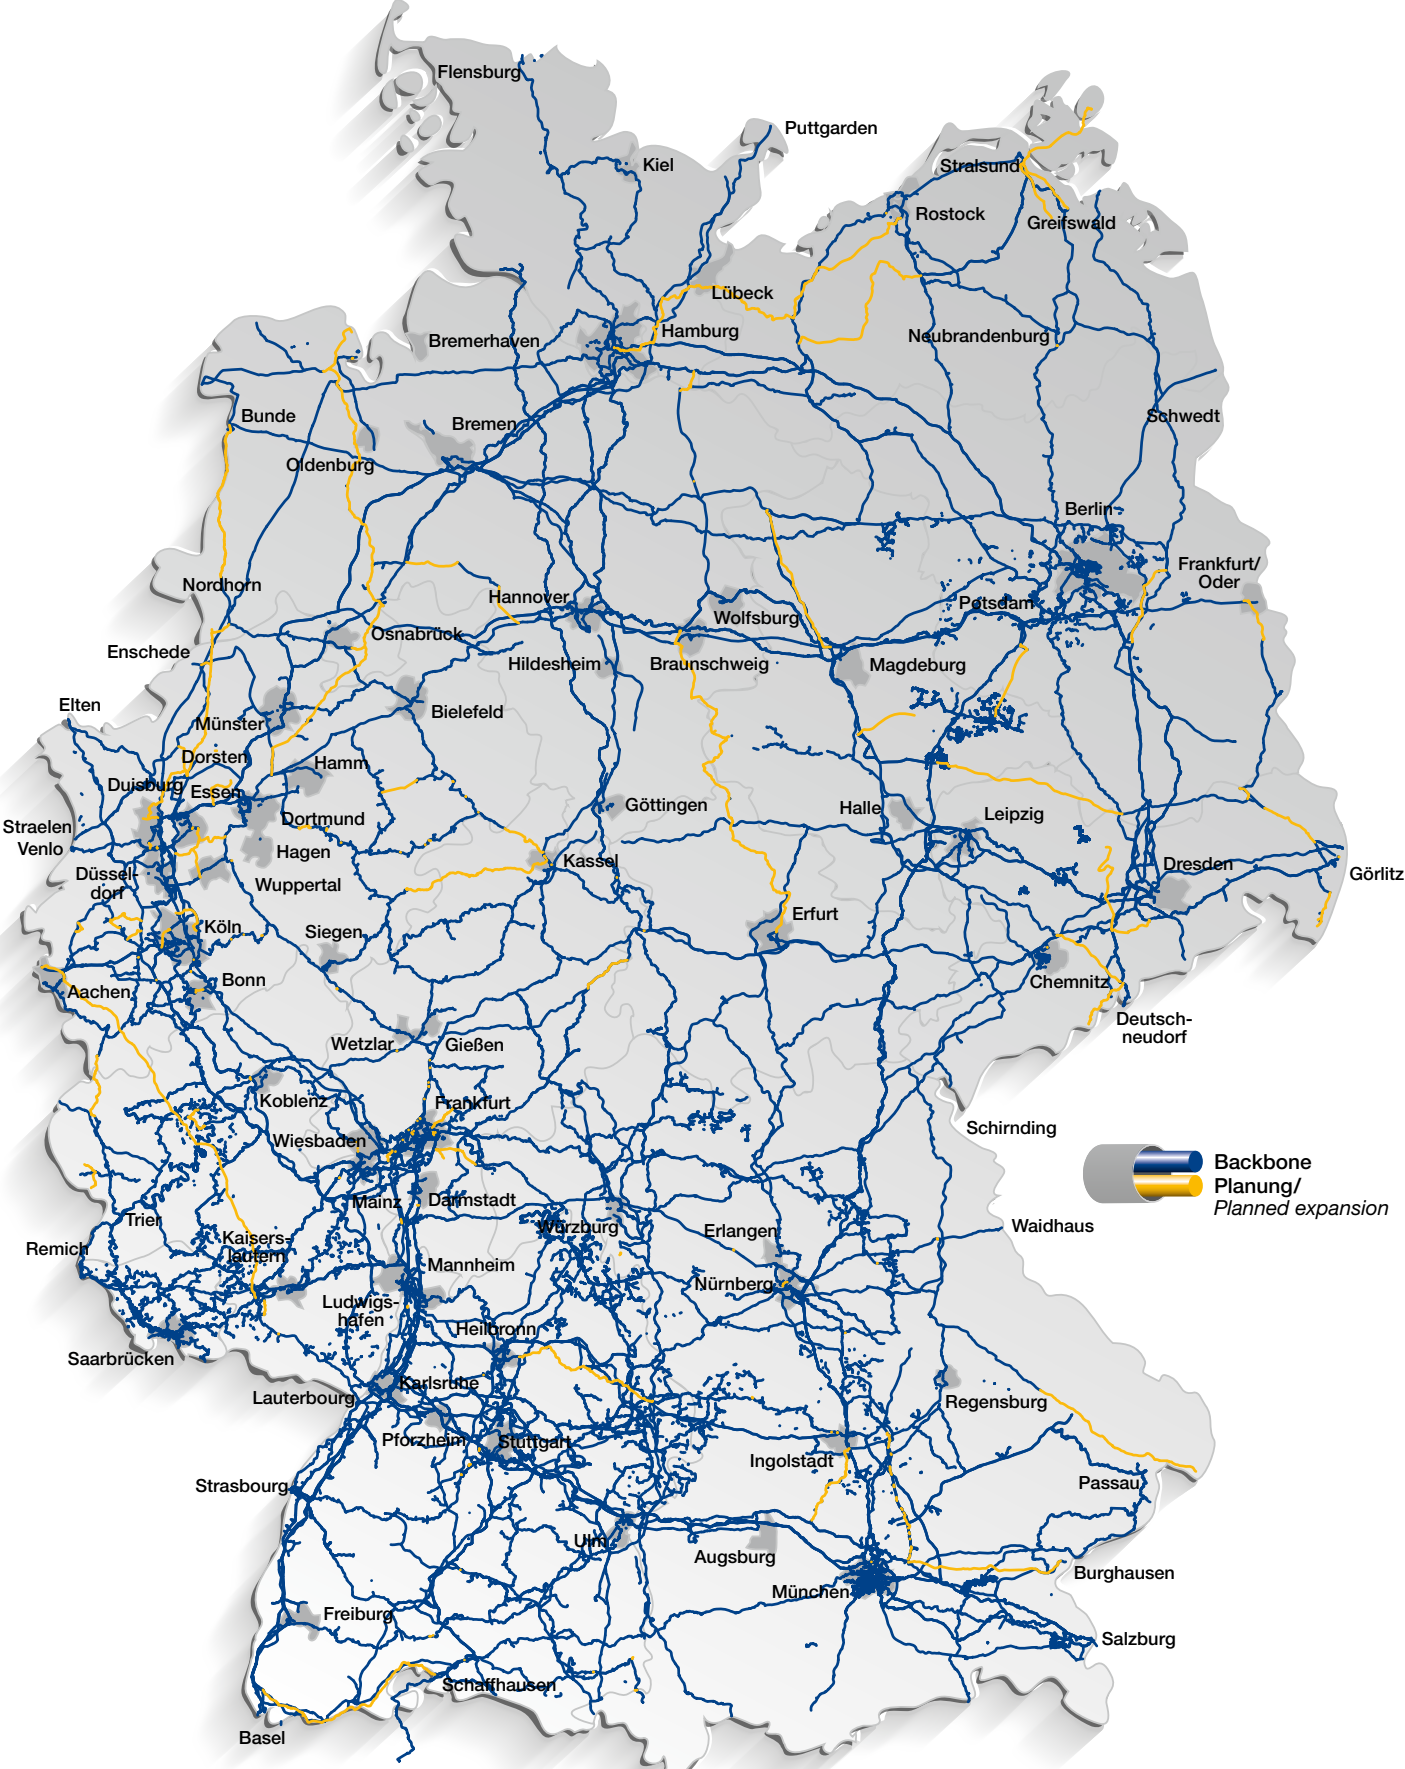 Flensburg
Puttgarden
Kiel
Stralsund
Rostock
Greifswald
Lübeck
Hamburg
Bremerhaven
Neubrandenburg
Bunde
Bremen
Schwedt
Oldenburg
Berlin
Frankfurt/
Oder
Nordhorn
Hannover
Potsdam
Wolfsburg
Osnabrück
Enschede
Hildesheim
Braunschweig
Magdeburg
Elten
Bielefeld
Münster
Dorsten
Hamm
Duisburg
Essen
Göttingen
Halle
Leipzig
Dortmund
Straelen
Venlo
Hagen
Kassel
Dresden
Görlitz
Düssel-
dorf
Wuppertal
Erfurt
Köln
Siegen
Bonn
Aachen
Chemnitz
Deutsch-
neudorf
Wetzlar
Gießen
Koblenz
Frankfurt
Schirnding
Wiesbaden
Backbone
Planung/
Planned expansion
Mainz
Darmstadt
Trier
Würzburg
Erlangen
Waidhaus
Remich
Kaisers-
lautern
Mannheim
Nürnberg
Ludwigs-
hafen
Heilbronn
Saarbrücken
Karlsruhe
Lauterbourg
Regensburg
Pforzheim
Stuttgart
Ingolstadt
Passau
Strasbourg
Ulm
Augsburg
Burghausen
München
Freiburg
Salzburg
Schaffhausen
Basel